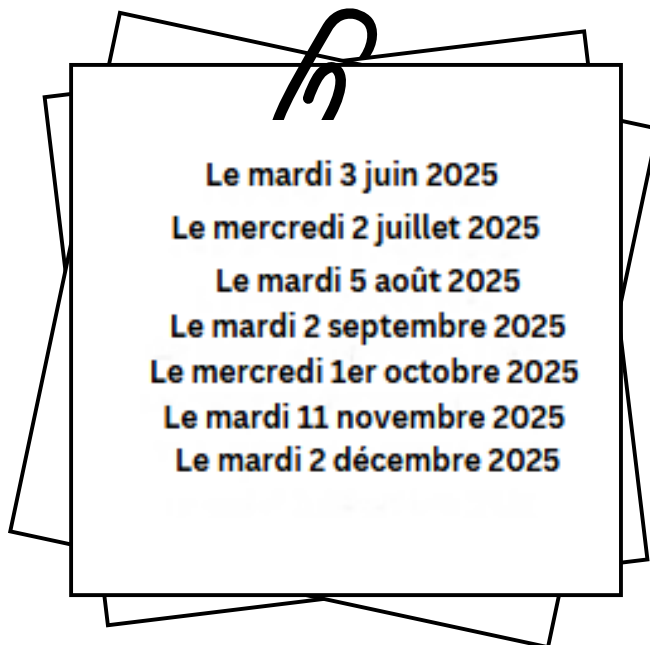 Le mardi 3 juin 2025
Le mercredi 2 juillet 2025
Le mardi 5 août 2025
Le mardi 2 septembre 2025
Le mercredi 1er octobre 2025
Le mardi 11 novembre 2025
Le mardi 2 décembre 2025